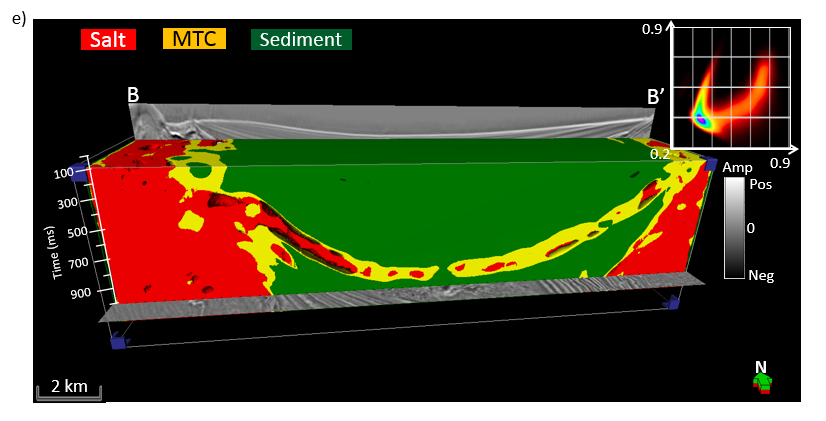 e)
Salt
MTC
Sediment
0.9
B
B'
0.2
0.9
Amp
Pos
0
Neg
100
300
500
700
900
Time (ms)
N
2 km